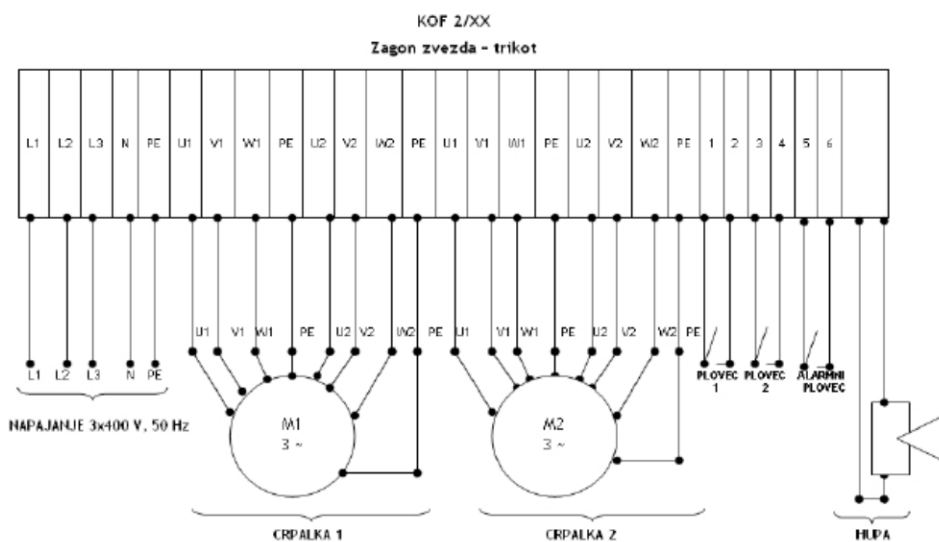 KOF 2/XX
Zagon zvezda - trikot
L1 L2 L3 N PE U1 V1 W1 PE U2 V2 W2 PE U1 V1 W1 PE U2 V2 W2 PE 1 2 3 4 5 6
U1 V1 W1 PE U2 V2 W2 PE U1 V1 W1 PE U2 V2 W2 PE
L1 L2 L3 N PE
PLOVEC
1
PLOVEC
2
ALARMNI
PLOVEC
NAPAJANJE 3x400 V, 50 Hz
M1
3 ~
M2
3 ~
CRPALKA 1
CRPALKA 2
HUPA